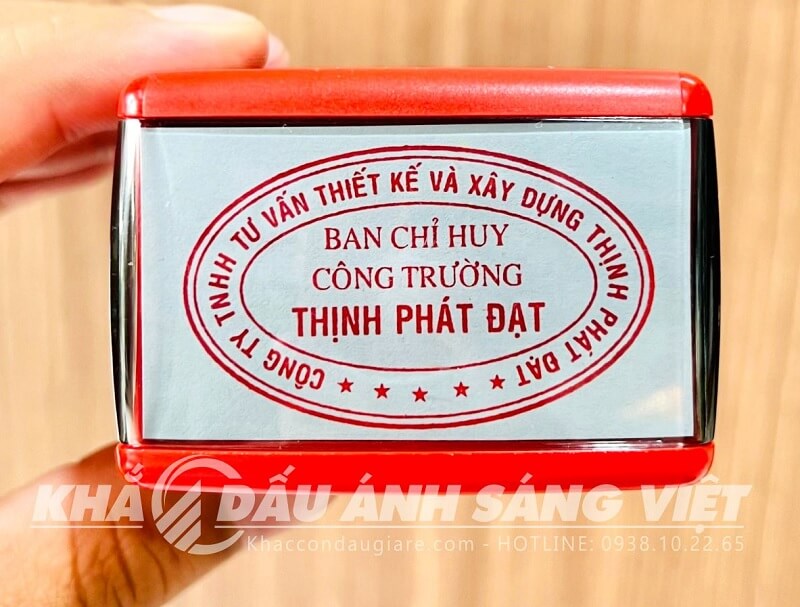 CÔNG TY TNHH TƯ VẤN THIẾT KẾ VÀ XÂY DỰNG THỊNH PHÁT ĐẠT
BAN CHỈ HUY
CÔNG TRƯỜNG
THỊNH PHÁT ĐẠT
★ ★ ★ ★ ★
KHẮC DẤU ÁNH SÁNG VIỆT
Khaccondaugiare.com - HOTLINE: 0938.10.22.65